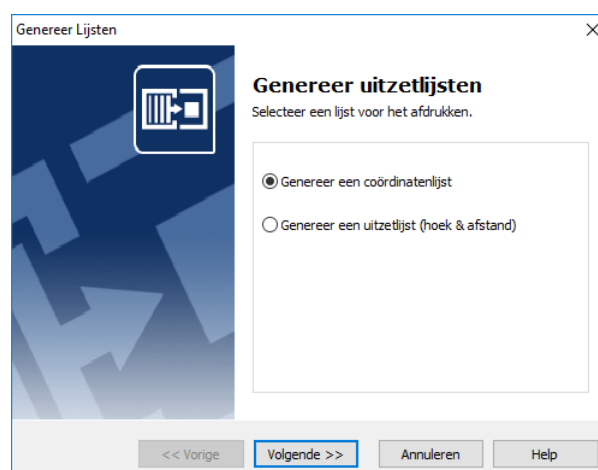 Genereer Lijsten
Genereer uitzetlijsten
Selecteer een lijst voor het afdrukken.
Genereer een coördinatenlijst
Genereer een uitzetlijst (hoek & afstand)
<< Vorige
Volgende >>
Annuleren
Help